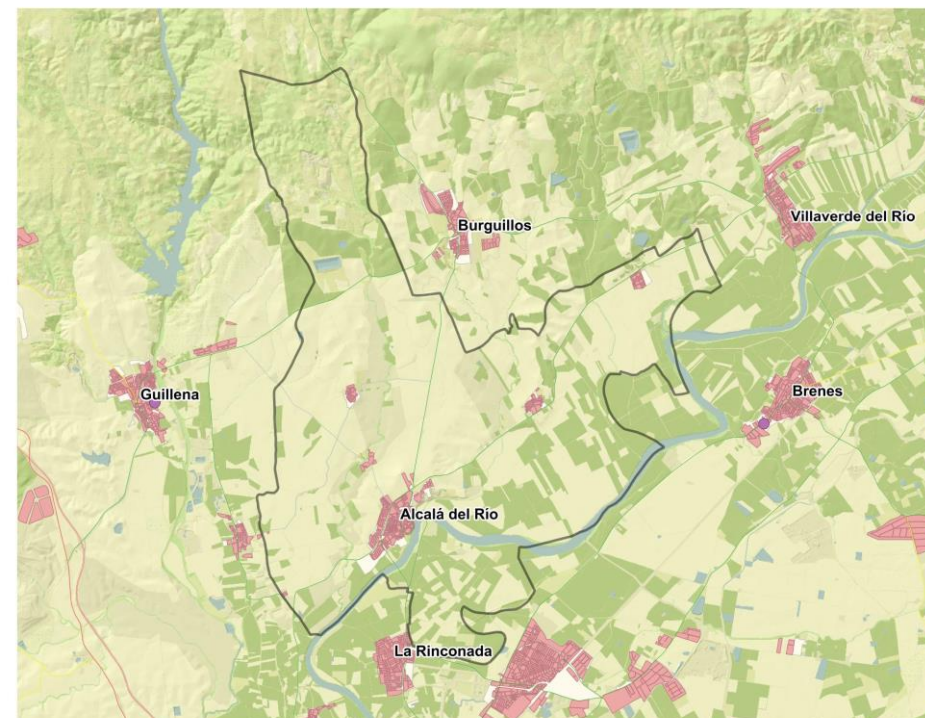 Villaverde del Río
Burguillos
Brenes
Guillena
Alcalá del Río
La Rinconada